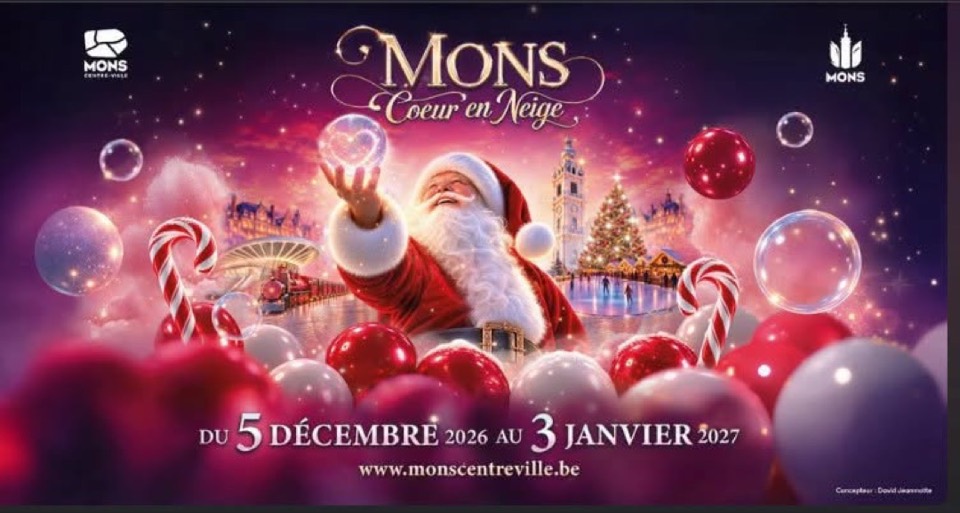 MONS
CENTRE-VILLE
MONS
Coeur en Neige
MONS
DU 5 DÉCEMBRE 2026 AU 3 JANVIER 2027
www.monscentreville.be
Concepteur : David Jeannotte